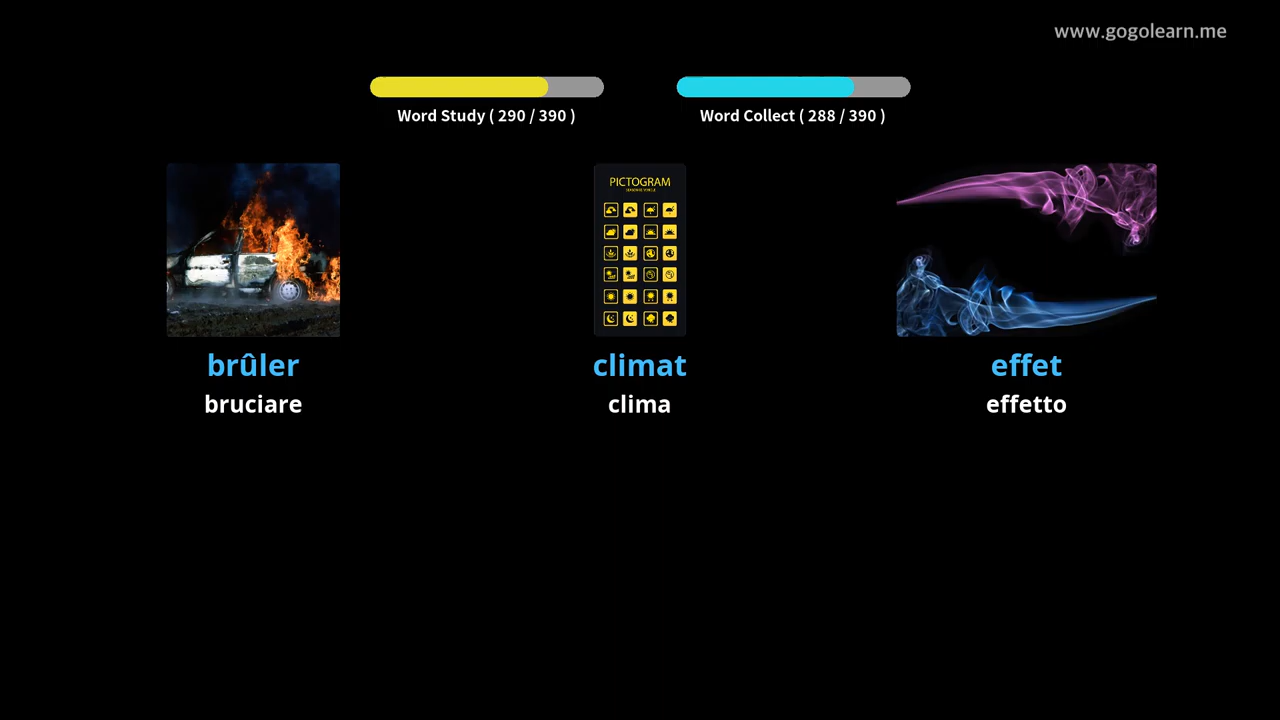 www.gogolearn.me
Word Study ( 290 / 390 )
Word Collect ( 288 / 390 )
PICTOGRAM
brûler
climat
effet
bruciare
clima
effetto